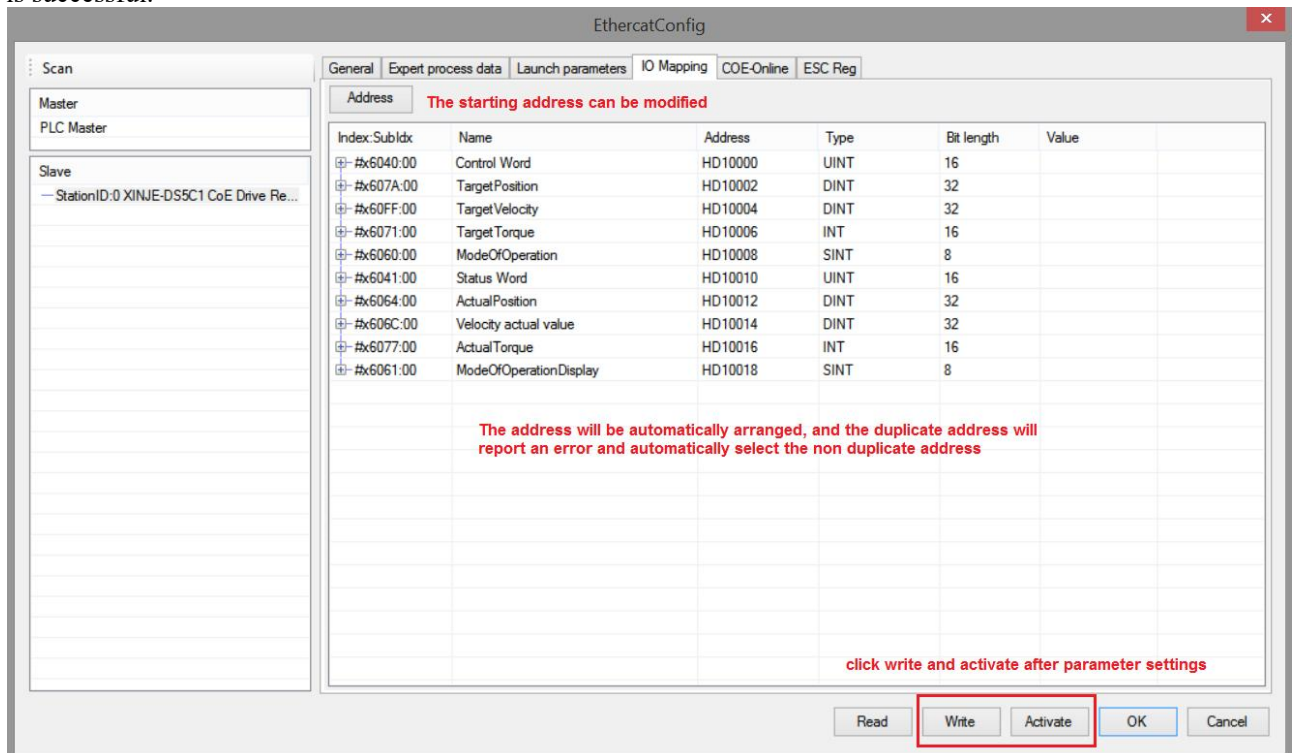 is successful.
EthercatConfig
Scan
Master
PLC Master
Slave
StationID:0 XINJE-DS5C1 CoE Drive Re...
General Expert process data Launch parameters IO Mapping COE-Online ESC Reg
Address The starting address can be modified
Index:SubIdx Name Address Type Bit length Value
#x6040:00 Control Word HD10000 UINT 16
#x607A:00 TargetPosition HD10002 DINT 32
#x60FF:00 TargetVelocity HD10004 DINT 32
#x6071:00 TargetTorque HD10006 INT 16
#x6060:00 ModeOfOperation HD10008 SINT 8
#x6041:00 Status Word HD10010 UINT 16
#x6064:00 ActualPosition HD10012 DINT 32
#x606C:00 Velocity actual value HD10014 DINT 32
#x6077:00 ActualTorque HD10016 INT 16
#x6061:00 ModeOfOperationDisplay HD10018 SINT 8
The address will be automatically arranged, and the duplicate address will
report an error and automatically select the non duplicate address
click write and activate after parameter settings
Read Write Activate OK Cancel